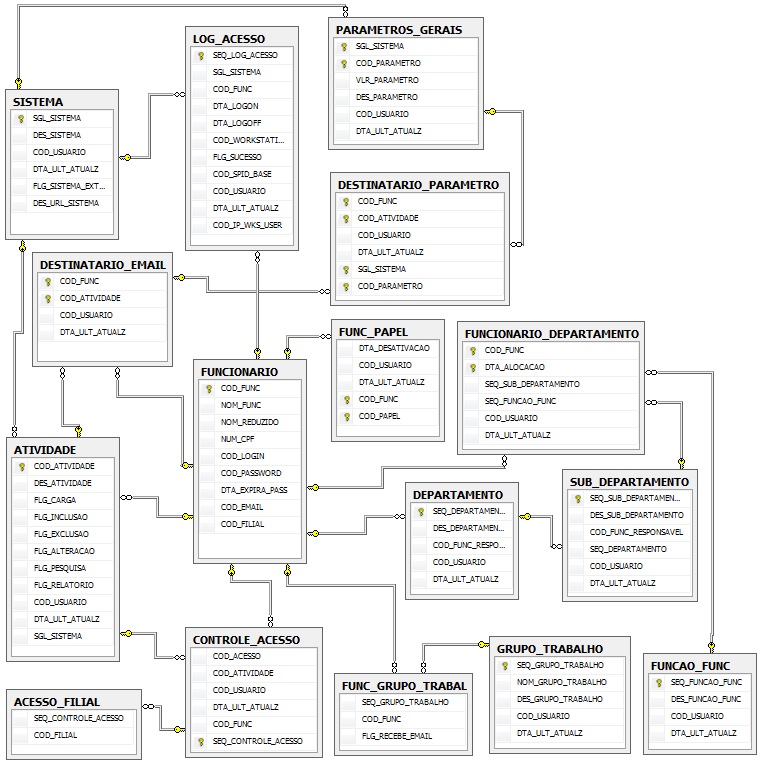 PARAMETROS_GERAIS
SGL_SISTEMA
COD_PARAMETRO
VLR_PARAMETRO
DES_PARAMETRO
COD_USUARIO
DTA_ULT_ATUALZ
LOG_ACESSO
SEQ_LOG_ACESSO
SGL_SISTEMA
COD_FUNC
DTA_LOGON
DTA_LOGOFF
COD_WORKSTATI...
FLG_SUCESSO
COD_SPID_BASE
COD_USUARIO
DTA_ULT_ATUALZ
COD_IP_WKS_USER
SISTEMA
SGL_SISTEMA
DES_SISTEMA
COD_USUARIO
DTA_ULT_ATUALZ
FLG_SISTEMA_EXT...
DES_URL_SISTEMA
DESTINATARIO_PARAMETRO
COD_FUNC
COD_ATIVIDADE
COD_USUARIO
DTA_ULT_ATUALZ
SGL_SISTEMA
COD_PARAMETRO
DESTINATARIO_EMAIL
COD_FUNC
COD_ATIVIDADE
COD_USUARIO
DTA_ULT_ATUALZ
FUNC_PAPEL
DTA_DESATIVACAO
COD_USUARIO
DTA_ULT_ATUALZ
COD_FUNC
COD_PAPEL
FUNCIONARIO_DEPARTAMENTO
COD_FUNC
DTA_ALOCACAO
SEQ_SUB_DEPARTAMENTO
SEQ_FUNCAO_FUNC
COD_USUARIO
DTA_ULT_ATUALZ
FUNCIONARIO
COD_FUNC
NOM_FUNC
NOM_REDUZIDO
NUM_CPF
COD_LOGIN
COD_PASSWORD
DTA_EXPIRA_PASS
COD_EMAIL
COD_FILIAL
ATIVIDADE
COD_ATIVIDADE
DES_ATIVIDADE
FLG_CARGA
FLG_INCLUSAO
FLG_EXCLUSAO
FLG_ALTERACAO
FLG_PESQUISA
FLG_RELATORIO
COD_USUARIO
DTA_ULT_ATUALZ
SGL_SISTEMA
DEPARTAMENTO
SEQ_DEPARTAMEN...
DES_DEPARTAMEN...
COD_FUNC_RESPO...
COD_USUARIO
DTA_ULT_ATUALZ
SUB_DEPARTAMENTO
SEQ_SUB_DEPARTAMEN...
DES_SUB_DEPARTAMENTO
COD_FUNC_RESPONSAVEL
SEQ_DEPARTAMENTO
COD_USUARIO
DTA_ULT_ATUALZ
CONTROLE_ACESSO
COD_ACESSO
COD_ATIVIDADE
COD_USUARIO
DTA_ULT_ATUALZ
COD_FUNC
SEQ_CONTROLE_ACESSO
GRUPO_TRABALHO
SEQ_GRUPO_TRABALHO
NOM_GRUPO_TRABALHO
DES_GRUPO_TRABALHO
COD_USUARIO
DTA_ULT_ATUALZ
FUNCAO_FUNC
SEQ_FUNCAO_FUNC
DES_FUNCAO_FUNC
COD_USUARIO
DTA_ULT_ATUALZ
FUNC_GRUPO_TRABAL
SEQ_GRUPO_TRABALHO
COD_FUNC
FLG_RECEBE_EMAIL
ACESSO_FILIAL
SEQ_CONTROLE_ACESSO
COD_FILIAL